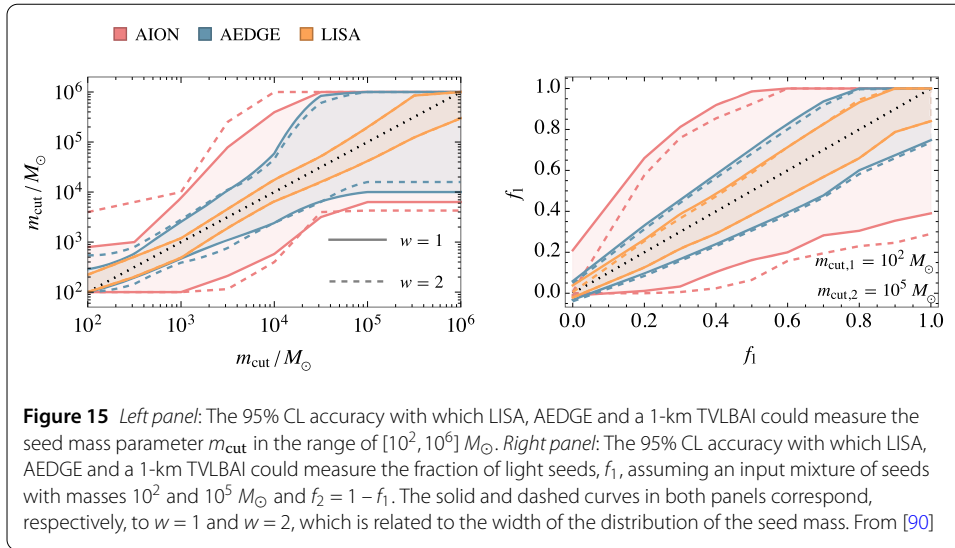 AION AEDGE LISA
10^6
10^5
10^4
10^3
10^2
m_cut / M_⊙
w = 1
w = 2
10^2 10^3 10^4 10^5 10^6
m_cut / M_⊙
1.0
0.8
0.6
0.4
0.2
0.0
f_1
m_cut,1 = 10^2 M_⊙
m_cut,2 = 10^5 M_⊙
0.0 0.2 0.4 0.6 0.8 1.0
f_1
Figure 15 Left panel: The 95% CL accuracy with which LISA, AEDGE and a 1-km TVLBAI could measure the
seed mass parameter m_cut in the range of [10^2, 10^6] M_⊙. Right panel: The 95% CL accuracy with which LISA,
AEDGE and a 1-km TVLBAI could measure the fraction of light seeds, f_1, assuming an input mixture of seeds
with masses 10^2 and 10^5 M_⊙ and f_2 = 1 – f_1. The solid and dashed curves in both panels correspond,
respectively, to w = 1 and w = 2, which is related to the width of the distribution of the seed mass. From [90]